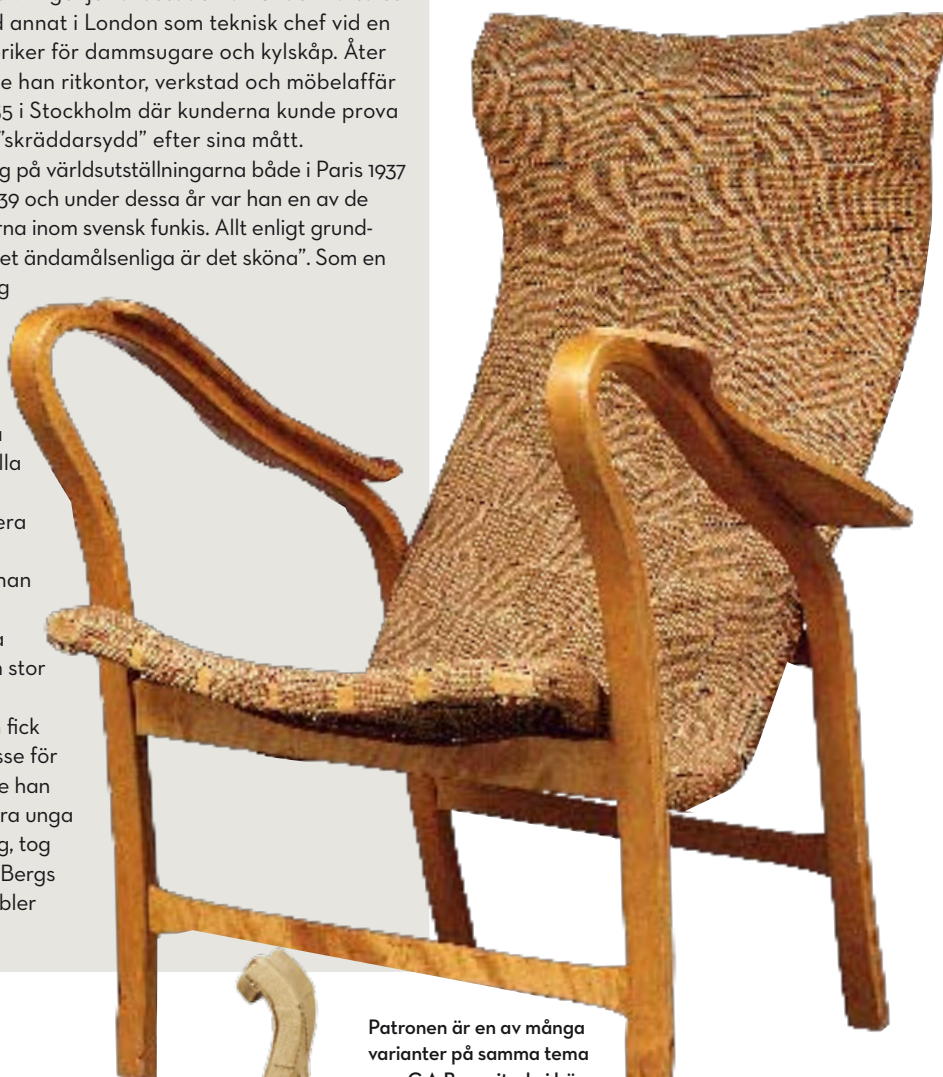 annat i London som teknisk chef vid en
riker för dammsugare och kylskåp. Åter
e han ritkontor, verkstad och möbelaffär
35 i Stockholm där kunderna kunde prova
”skräddarsydd” efter sina mått.
g på världsutställningarna både i Paris 1937
39 och under dessa år var han en av de
rna inom svensk funkis. Allt enligt grund-
et ändamålsenliga är det sköna”. Som en
g
lla
era
han
a
stor
fick
sse för
e han
ra unga
g, tog
Bergs
bler
Patronen är en av många
varianter på samma tema